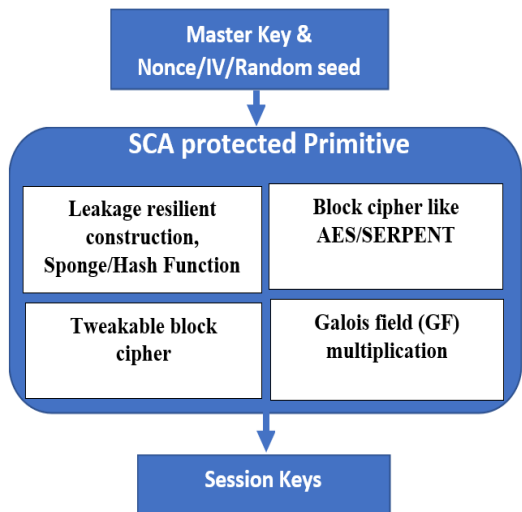 Master Key &
Nonce/IV/Random seed
SCA protected Primitive
Leakage resilient
construction,
Sponge/Hash Function
Block cipher like
AES/SERPENT
Tweakable block
cipher
Galois field (GF)
multiplication
Session Keys